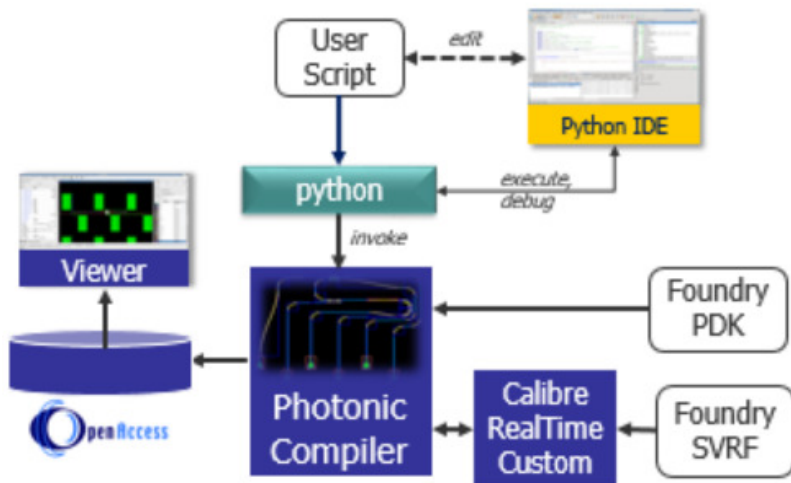 User
Script
edit
Python IDE
python
execute,
debug
invoke
Viewer
Foundry
PDK
Photonic
Compiler
Calibre
RealTime
Custom
Foundry
SVRF
OpenAccess